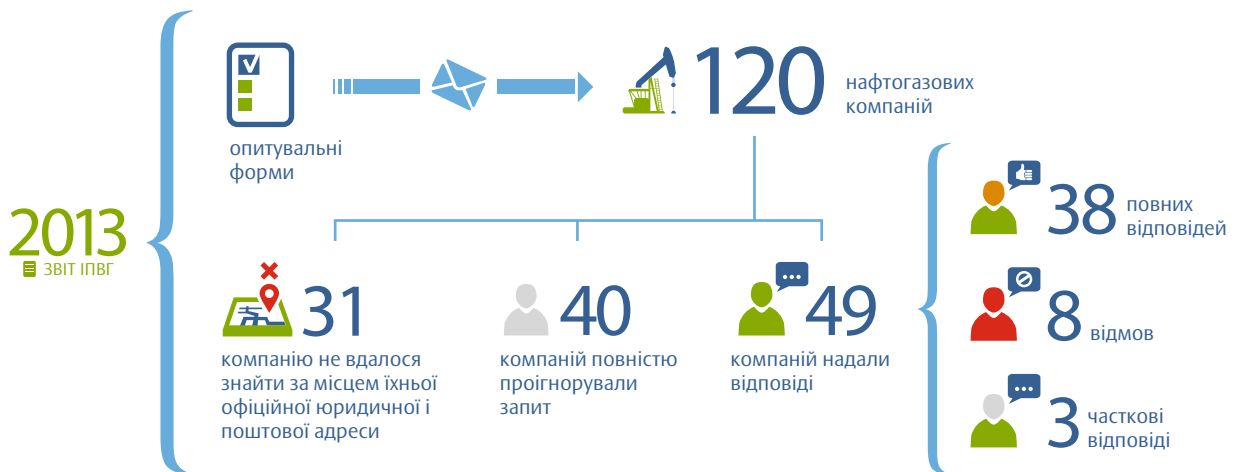 2013
ЗВІТ ІПВГ
опитувальні
форми
120
нафтогазових
компаній
31
компанію не вдалося
знайти за місцем їхньої
офіційної юридичної і
поштової адреси
40
компаній повністю
проігнорували
запит
49
компаній надали
відповіді
38 повних
відповідей
8 відмов
3 часткові
відповіді